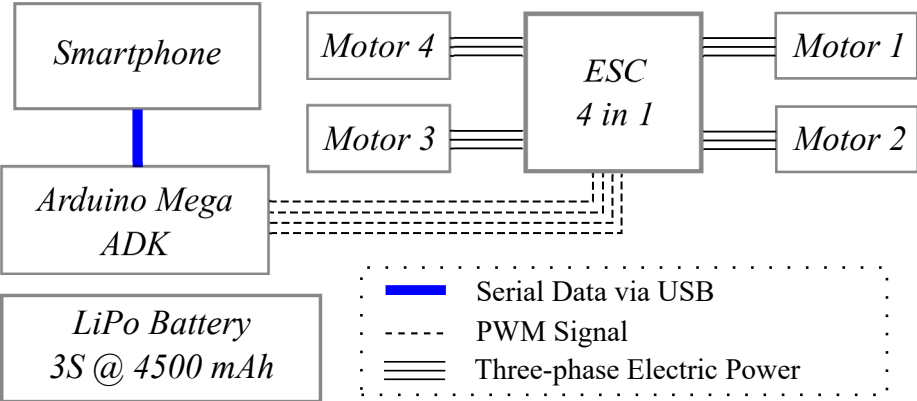 Smartphone
Motor 4
ESC
4 in 1
Motor 1
Motor 3
Motor 2
Arduino Mega
ADK
LiPo Battery
3S @ 4500 mAh
Serial Data via USB
PWM Signal
Three-phase Electric Power